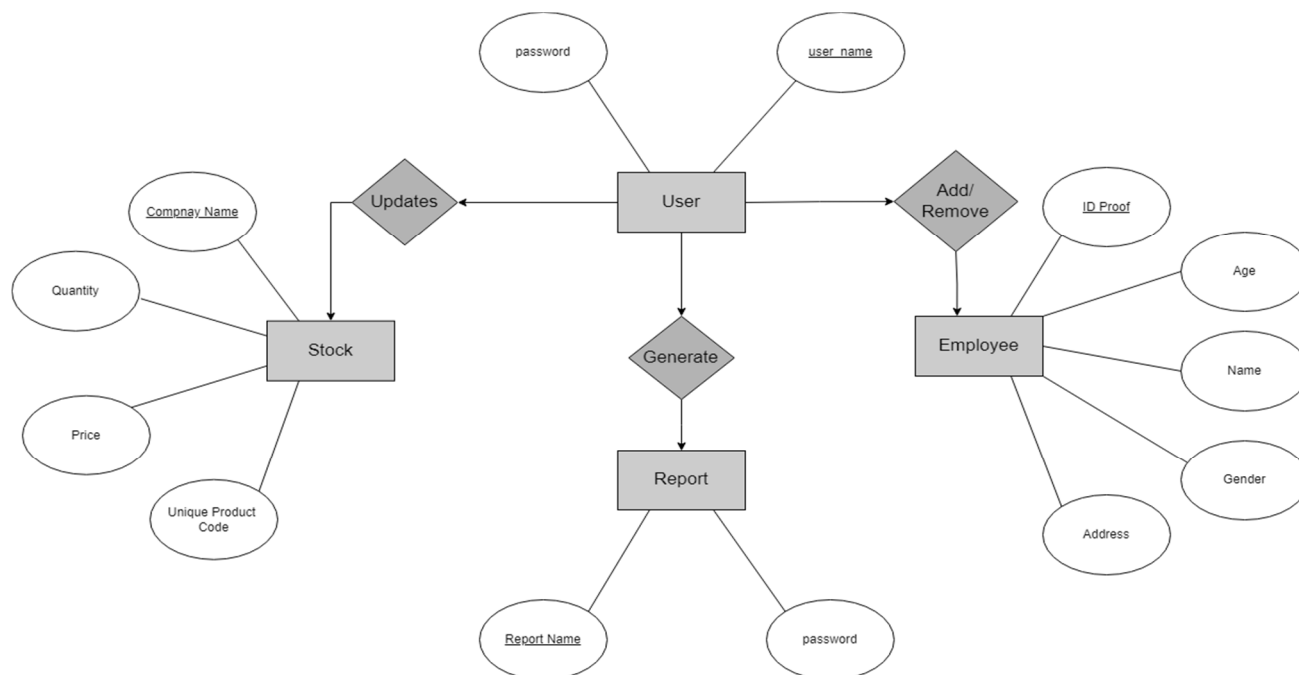 password
user_name
Updates
User
Add/
Remove
Compnay Name
ID Proof
Quantity
Age
Stock
Generate
Employee
Name
Price
Report
Gender
Unique Product
Code
Address
Report Name
password